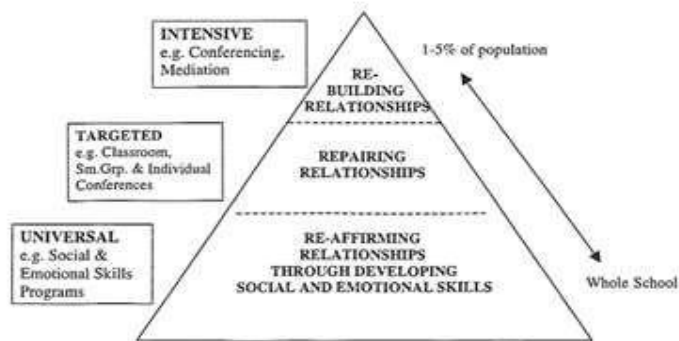 INTENSIVE
e.g. Conferencing,
Mediation
RE-
BUILDING
RELATIONSHIPS
1-5% of population
TARGETED
e.g. Classroom,
Sm.Grp. & Individual
Conferences
REPAIRING
RELATIONSHIPS
UNIVERSAL
e.g. Social &
Emotional Skills
Programs
RE-AFFIRMING
RELATIONSHIPS
THROUGH DEVELOPING
SOCIAL AND EMOTIONAL SKILLS
Whole School